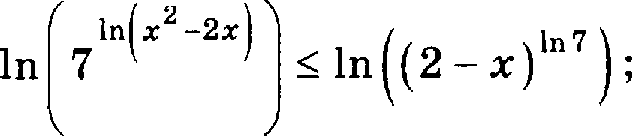 ln(7^{ln(x^2−2x)}) ≤ ln((2 − x)^{ln 7});